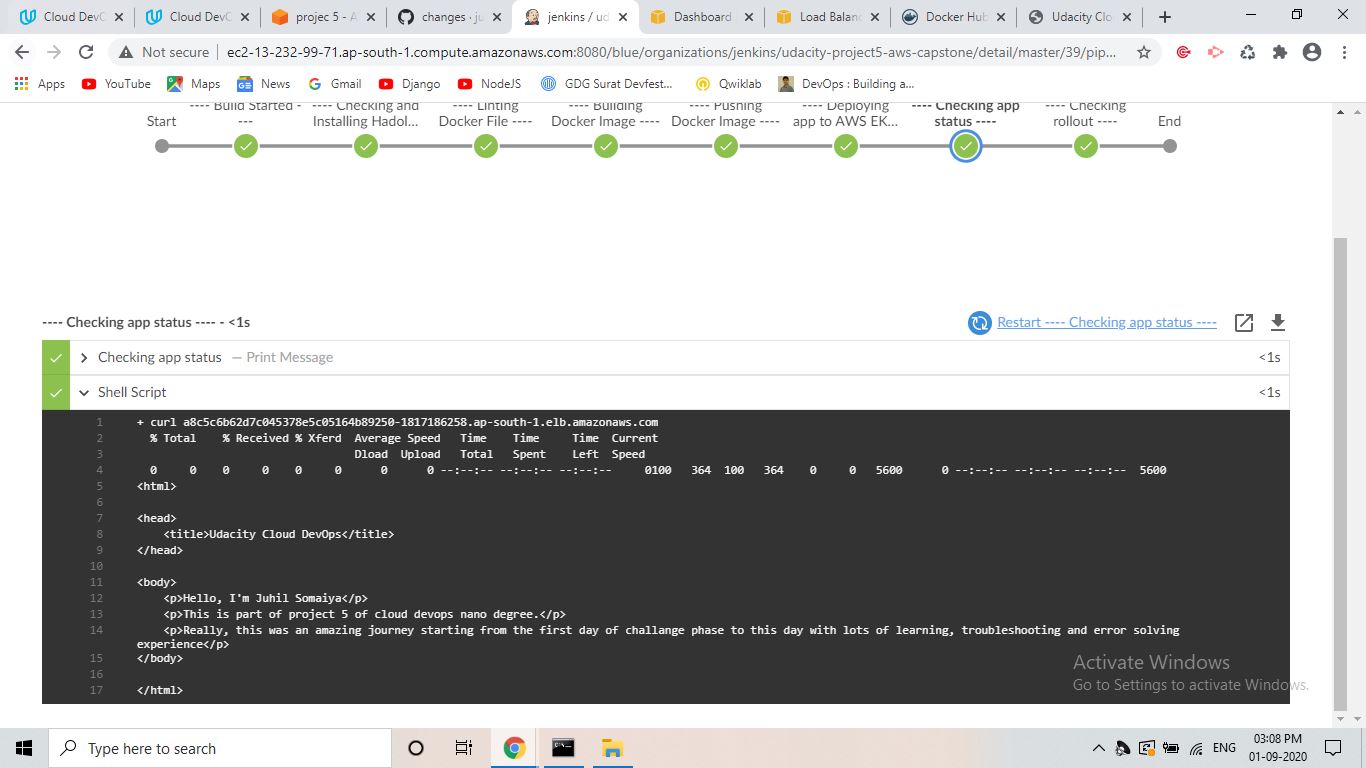 Cloud DevC
Cloud DevC
projec 5 - A
changes · ju
jenkins / ud
Dashboard
Load Balan
Docker Hub
Udacity Clo
Not secure | ec2-13-232-99-71.ap-south-1.compute.amazonaws.com:8080/blue/organizations/jenkins/udacity-project5-aws-capstone/detail/master/39/pip...
Apps YouTube Maps News Gmail Django NodeJS GDG Surat Devfest... Qwiklab DevOps : Building a...
Start
---- Build Started -
---
---- Checking and
Installing Hadol...
---- Linting
Docker File ----
---- Building
Docker Image ----
---- Pushing
Docker Image ----
---- Deploying
app to AWS EK...
---- Checking app
status ----
---- Checking
rollout ----
End
---- Checking app status ---- - <1s
Restart ---- Checking app status ----
Checking app status — Print Message <1s
Shell Script <1s
1 + curl a8c5c6b62d7c045378e5c05164b89250-1817186258.ap-south-1.elb.amazonaws.com
2 % Total % Received % Xferd Average Speed Time Time Time Current
3 Dload Upload Total Spent Left Speed
4 0 0 0 0 0 0 0 0 --:--:-- --:--:-- --:--:-- 0100 364 100 364 0 0 5600 0 --:--:-- --:--:-- --:--:-- 5600
5 <html>
6
7 <head>
8 <title>Udacity Cloud DevOps</title>
9 </head>
10
11 <body>
12 <p>Hello, I'm Juhil Somaiya</p>
13 <p>This is part of project 5 of cloud devops nano degree.</p>
14 <p>Really, this was an amazing journey starting from the first day of challange phase to this day with lots of learning, troubleshooting and error solving
experience</p>
15 </body>
16
17 </html>
Activate Windows
Go to Settings to activate Windows.
Type here to search
ENG
03:08 PM
01-09-2020